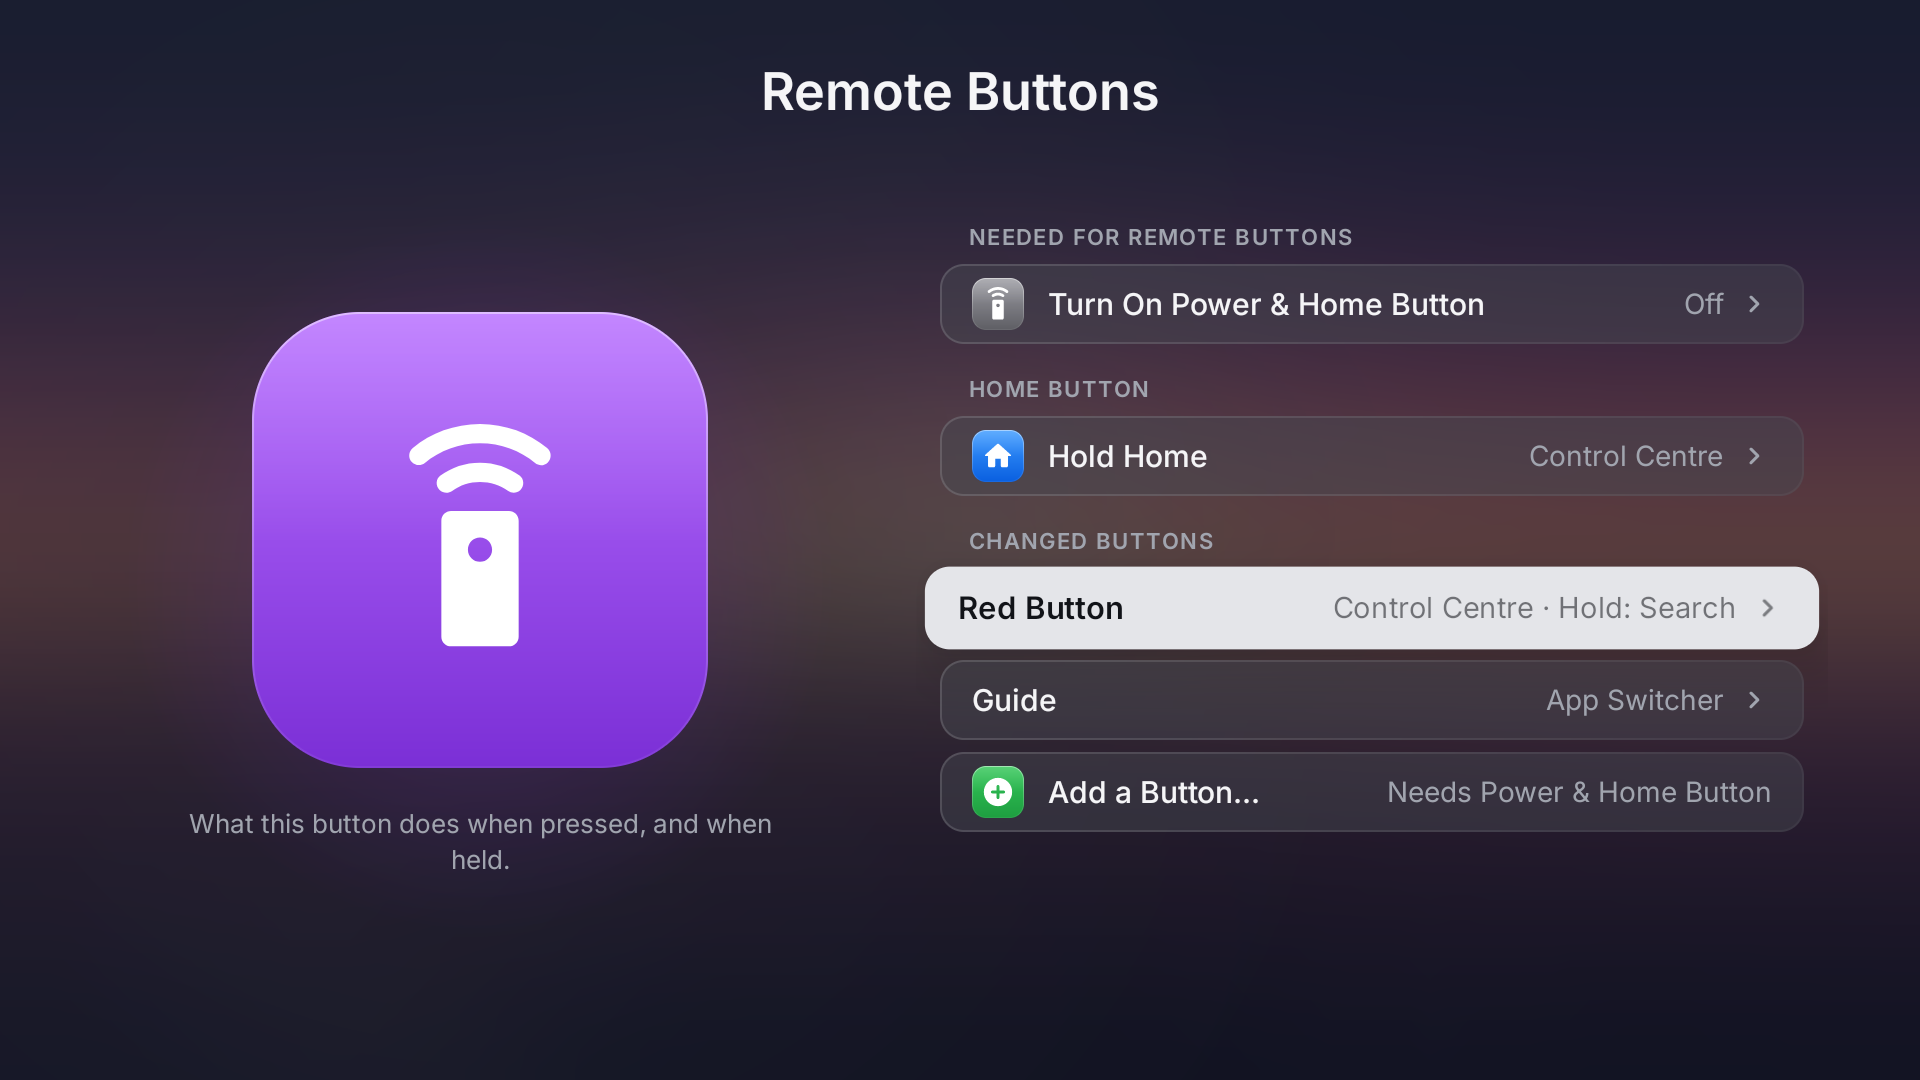 Remote Buttons
NEEDED FOR REMOTE BUTTONS
Turn On Power & Home Button Off
HOME BUTTON
Hold Home Control Centre
CHANGED BUTTONS
Red Button Control Centre · Hold: Search
Guide App Switcher
Add a Button... Needs Power & Home Button
What this button does when pressed, and when
held.